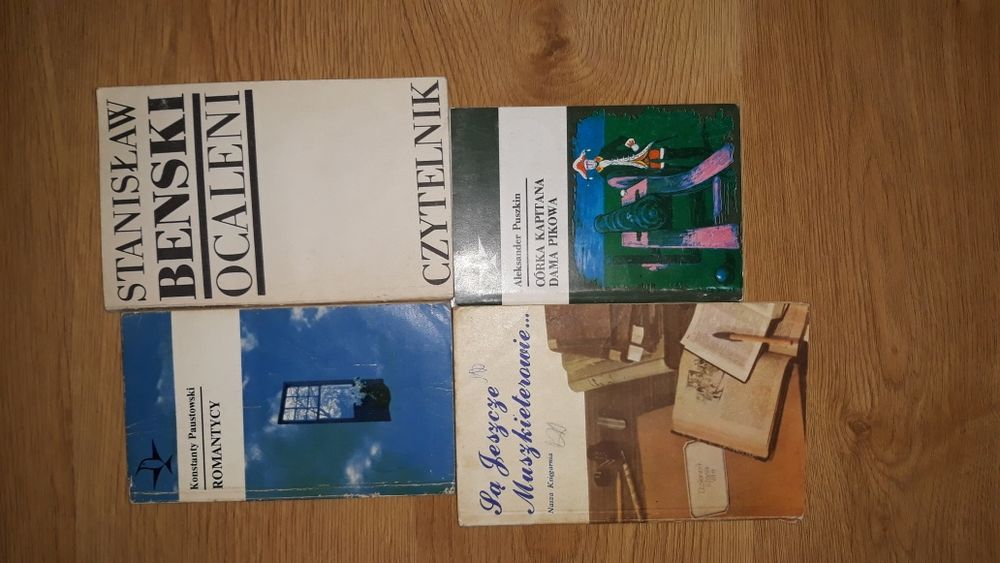 STANISŁAW
BENSKI
OCALENI
CZYTELNIK
Aleksander Puszkin
CÓRKA KAPITANA
DAMA PIKOWA
Konstanty Paustowski
ROMANTYCY
Są Jeszcze
Muszkieterowie...
Nasza Księgarnia